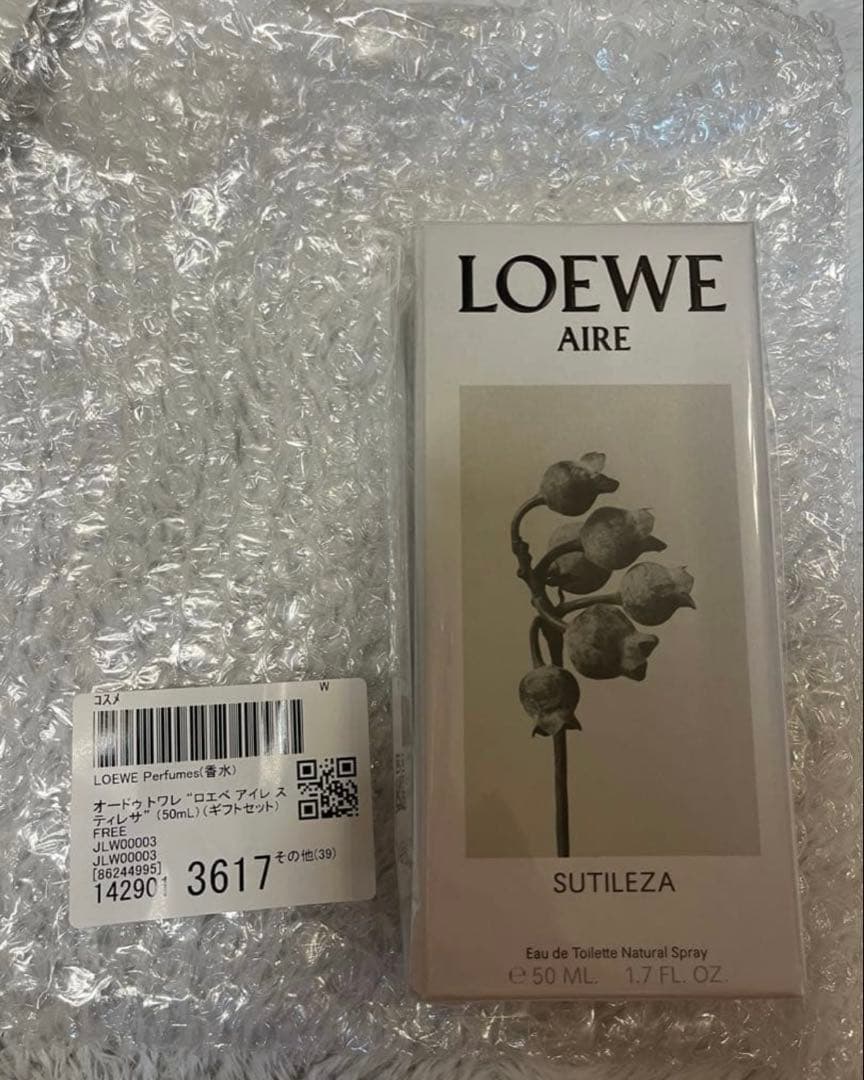 LOEWE
AIRE
SUTILEZA
Eau de Toilette Natural Spray
℮ 50 ML. 1.7 FL. OZ.
コスメ
W
LOEWE Perfumes(香水)
オードゥトワレ “ロエベ アイレ ス
ティレサ” (50mL)(ギフトセット)
FREE
JLW00003
JLW00003
[86244995]
142901 3617 その他(39)